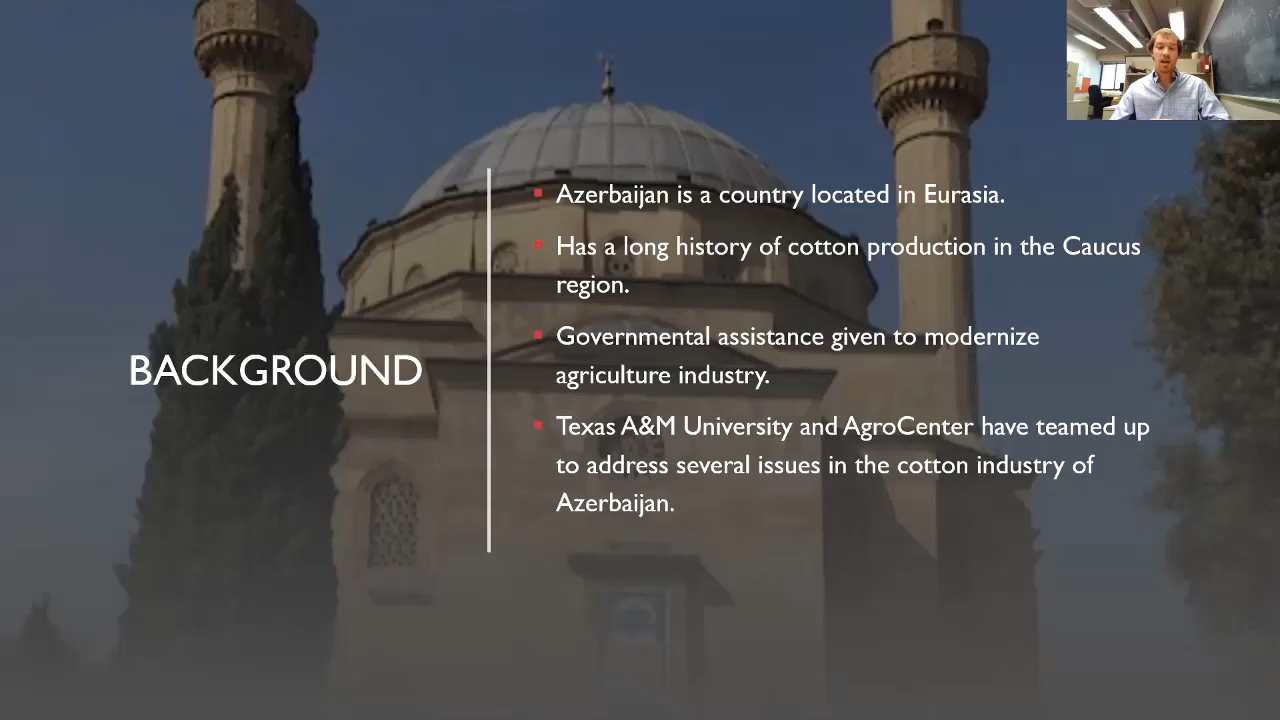 BACKGROUND
Azerbaijan is a country located in Eurasia.
Has a long history of cotton production in the Caucus
region.
Governmental assistance given to modernize
agriculture industry.
Texas A&M University and AgroCenter have teamed up
to address several issues in the cotton industry of
Azerbaijan.